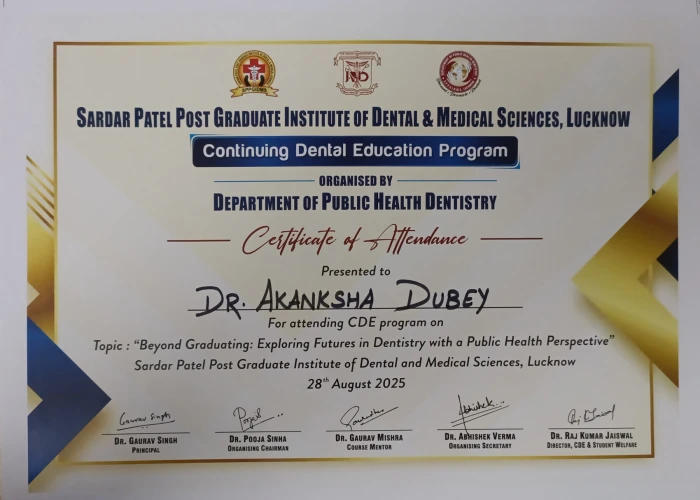 SARDAR PATEL POST GRADUATE INSTITUTE OF DENTAL & MEDICAL SCIENCES, LUCKNOW
Continuing Dental Education Program
ORGANISED BY
DEPARTMENT OF PUBLIC HEALTH DENTISTRY
Certificate of Attendance
Presented to
DR. AKANKSHA DUBEY
For attending CDE program on
Topic : “Beyond Graduating: Exploring Futures in Dentistry with a Public Health Perspective”
Sardar Patel Post Graduate Institute of Dental and Medical Sciences, Lucknow
28th August 2025
Gaurav Singh Abhishek
DR. GAURAV SINGH DR. POOJA SINHA DR. GAURAV MISHRA DR. ABHISHEK VERMA DR. RAJ KUMAR JAISWAL
PRINCIPAL ORGANISING CHAIRMAN COURSE MENTOR ORGANISING SECRETARY DIRECTOR, CDE & STUDENT WELFARE